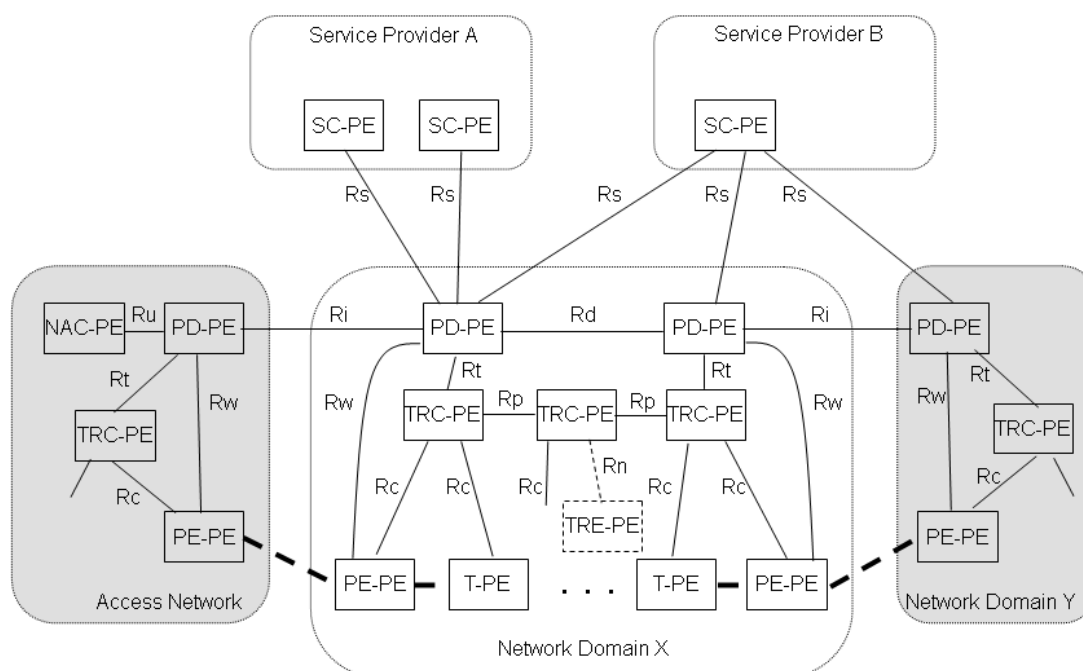 Service Provider A
Service Provider B
SC-PE
SC-PE
SC-PE
Rs
Rs
Rs
Rs
Rs
NAC-PE
Ru
PD-PE
Ri
PD-PE
Rd
PD-PE
Ri
PD-PE
Rt
Rw
Rt
Rt
Rw
Rt
TRC-PE
Rw
TRC-PE
Rp
TRC-PE
Rp
TRC-PE
Rw
TRC-PE
Rc
Rc
Rc
Rc
Rn
Rc
Rc
Rc
PE-PE
TRE-PE
PE-PE
PE-PE
T-PE
. . .
T-PE
PE-PE
Access Network
Network Domain X
Network Domain Y